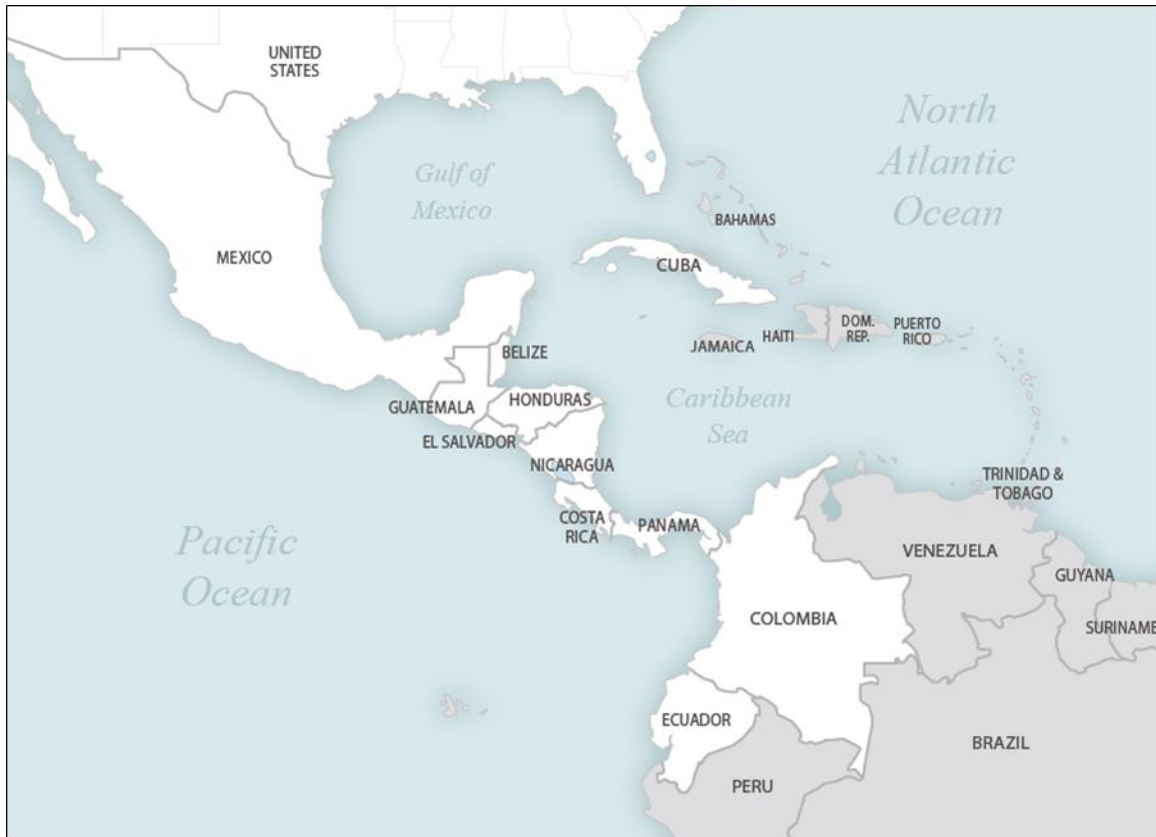 UNITED
STATES
North
Atlantic
Ocean
Gulf of
Mexico
BAHAMAS
MEXICO
CUBA
DOM.
REP.
PUERTO
RICO
HAITI
JAMAICA
BELIZE
Caribbean
Sea
HONDURAS
GUATEMALA
EL SALVADOR
NICARAGUA
TRINIDAD &
TOBAGO
COSTA
RICA
PANAMA
Pacific
Ocean
VENEZUELA
GUYANA
COLOMBIA
SURINAME
ECUADOR
BRAZIL
PERU